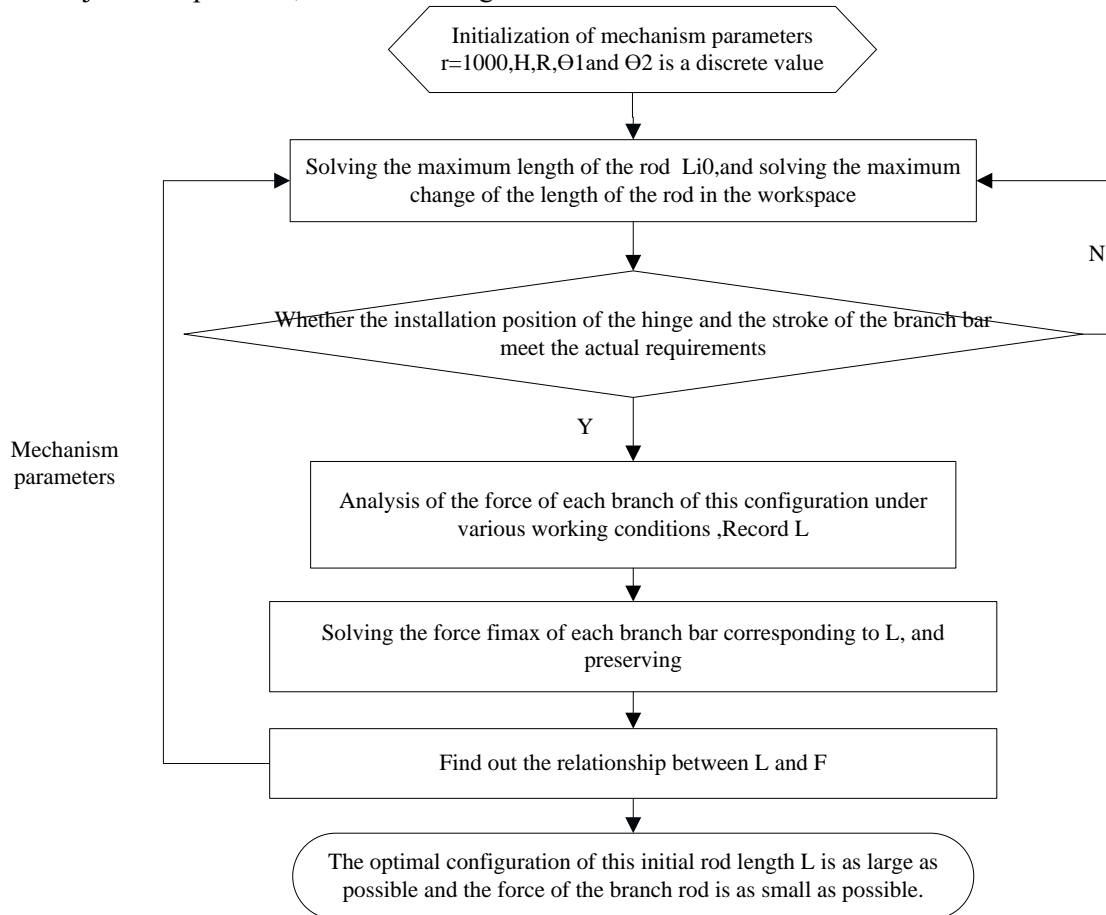 Initialization of mechanism parameters
r=1000,H,R,Ө1and Ө2 is a discrete value
Solving the maximum length of the rod Li0,and solving the maximum
change of the length of the rod in the workspace
N
Whether the installation position of the hinge and the stroke of the branch bar
meet the actual requirements
Y
Mechanism
parameters
Analysis of the force of each branch of this configuration under
various working conditions ,Record L
Solving the force fimax of each branch bar corresponding to L, and
preserving
Find out the relationship between L and F
The optimal configuration of this initial rod length L is as large as
possible and the force of the branch rod is as small as possible.